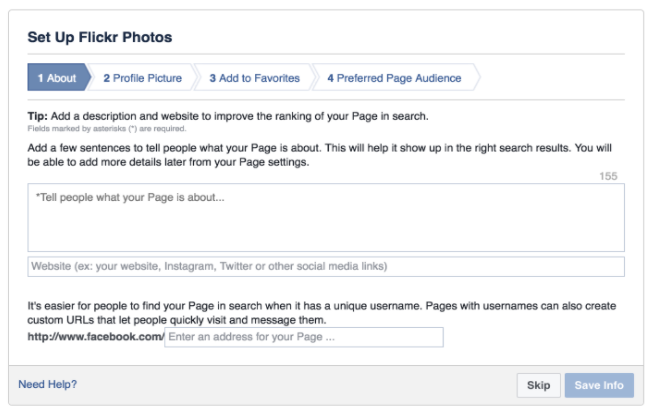 Set Up Flickr Photos
1 About
2 Profile Picture
3 Add to Favorites
4 Preferred Page Audience
Tip: Add a description and website to improve the ranking of your Page in search.
Fields marked by asterisks (*) are required.
Add a few sentences to tell people what your Page is about. This will help it show up in the right search results. You will
be able to add more details later from your Page settings.
155
*Tell people what your Page is about...
Website (ex: your website, Instagram, Twitter or other social media links)
It's easier for people to find your Page in search when it has a unique username. Pages with usernames can also create
custom URLs that let people quickly visit and message them.
http://www.facebook.com/ Enter an address for your Page ...
Need Help?
Skip
Save Info